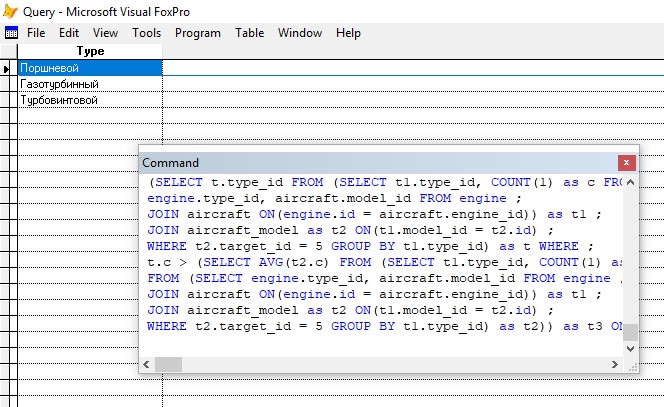 Query - Microsoft Visual FoxPro
File Edit View Tools Program Table Window Help
Type
Поршневой
Газотурбинный
Турбовинтовой
Command
(SELECT t.type_id FROM (SELECT t1.type_id, COUNT(1) as c FRO
engine.type_id, aircraft.model_id FROM engine ;
JOIN aircraft ON(engine.id = aircraft.engine_id)) as t1 ;
JOIN aircraft_model as t2 ON(t1.model_id = t2.id) ;
WHERE t2.target_id = 5 GROUP BY t1.type_id) as t WHERE ;
t.c > (SELECT AVG(t2.c) FROM (SELECT t1.type_id, COUNT(1) as
FROM (SELECT engine.type_id, aircraft.model_id FROM engine
JOIN aircraft ON(engine.id = aircraft.engine_id)) as t1 ;
JOIN aircraft_model as t2 ON(t1.model_id = t2.id) ;
WHERE t2.target_id = 5 GROUP BY t1.type_id) as t2)) as t3 ON